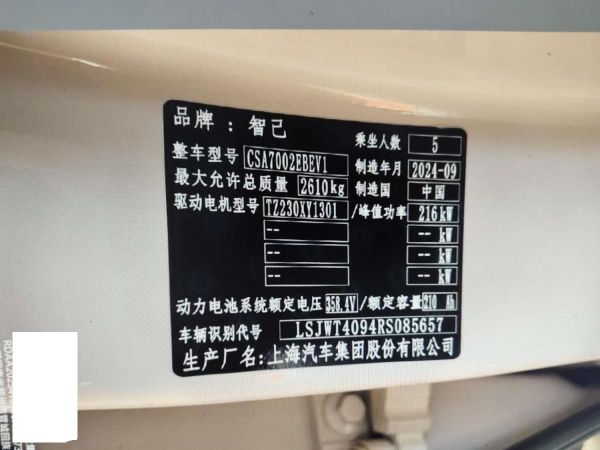 品牌：智己 乘坐人数 5
整车型号 CSA7002EBEV1 制造年月 2024-09
最大允许总质量 2610kg 制造国 中国
驱动电机型号 TZ230XY1301 /峰值功率 216kW
-- -- kW
-- -- kW
-- -- kW
动力电池系统额定电压 358.4V /额定容量 210 Ah
车辆识别代号 LSJWT4094RS085657
生产厂名：上海汽车集团股份有限公司